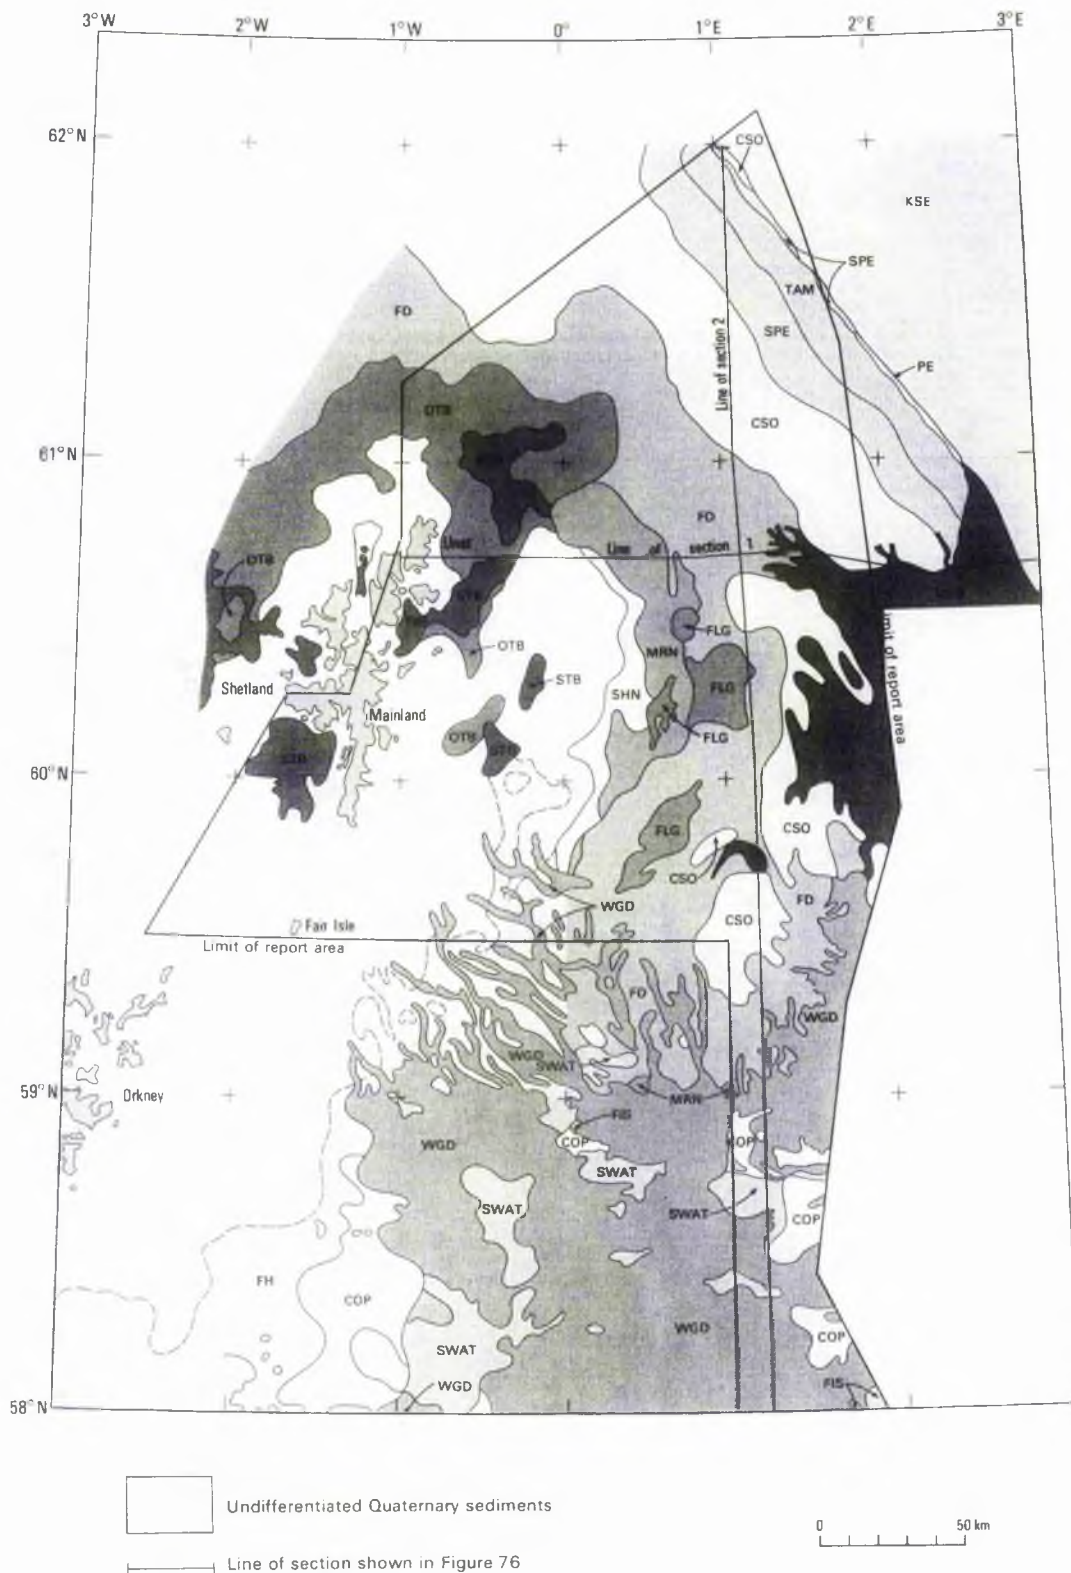 3°W 2°W 1°W 0° 1°E 2°E 3°E
62°N
CSO
KSE
SPE
FD
TAM
SPE
Line of section 2
PE
OTB
CSO
61°N
FD
Unst
Line of section 1
OTB
STB
FLG
OTB
MRN
Limit of report area
Shetland
STB
SHN
FLG
Mainland
OTB
STB
FLG
STB
60°N
FLG
CSO
CSO
FD
WGD
CSO
Fair Isle
Limit of report area
FD
WGD
WGD
SWAT
59°N
Orkney
MRN
FIS
WGD
COP
COP
SWAT
SWAT
SWAT
COP
FH
COP
WGD
COP
SWAT
WGD
FIS
58°N
Undifferentiated Quaternary sediments
0 50 km
Line of section shown in Figure 76